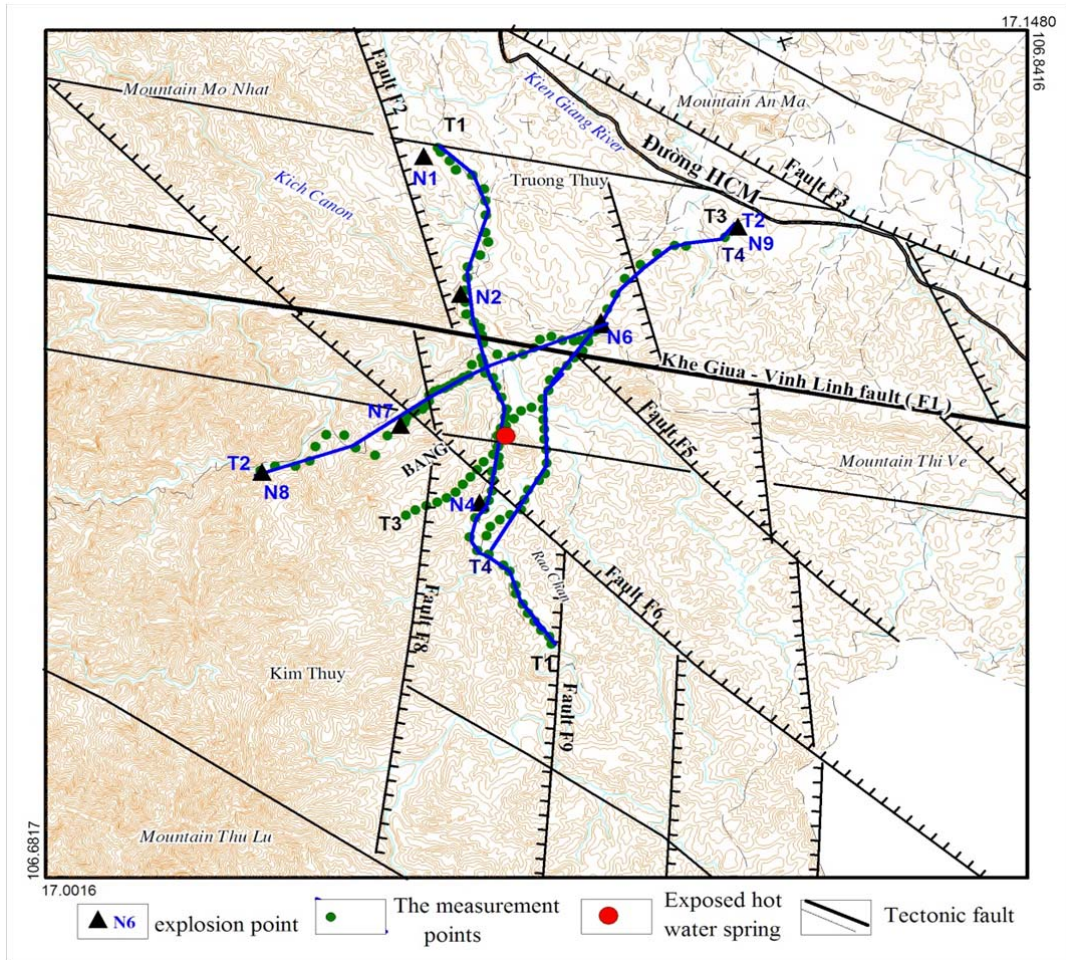 17.1480
106.8416
Fault F2
Mountain Mo Nhat
Kien Giang River
Mountain An Ma
T1
N1
Đường HCM
Fault F3
Kich Canon
Truong Thuy
T3
T2
N9
T4
N2
N6
Khe Giua - Vinh Linh fault ( F1 )
N7
Fault F5
BANG
Mountain Thi Ve
T2
N8
N4
T3
T4
Rao Chan
Fault F6
Fault F8
T1
Kim Thuy
Fault F9
Mountain Thu Lu
106.6817
17.0016
N6
explosion point
The measurement
points
Exposed hot
water spring
Tectonic fault